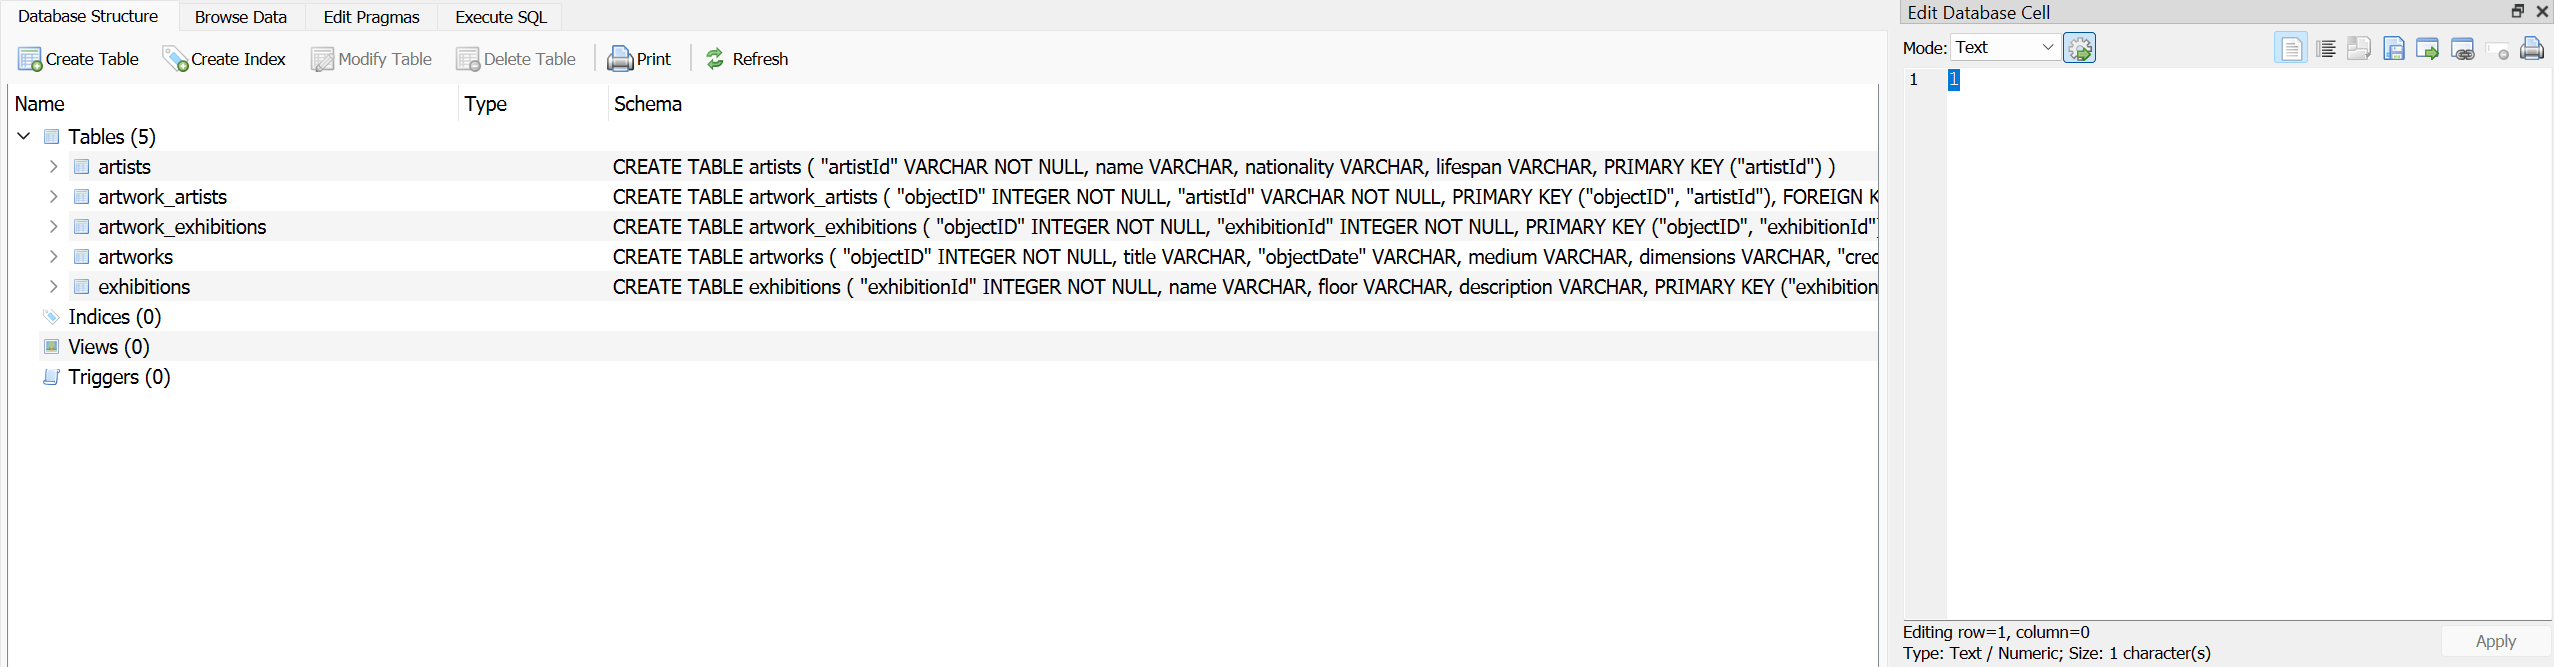 Database Structure Browse Data Edit Pragmas Execute SQL
Create Table Create Index Modify Table Delete Table Print Refresh
Name Type Schema
Tables (5)
artists CREATE TABLE artists ( "artistId" VARCHAR NOT NULL, name VARCHAR, nationality VARCHAR, lifespan VARCHAR, PRIMARY KEY ("artistId") )
artwork_artists CREATE TABLE artwork_artists ( "objectID" INTEGER NOT NULL, "artistId" VARCHAR NOT NULL, PRIMARY KEY ("objectID", "artistId"), FOREIGN K
artwork_exhibitions CREATE TABLE artwork_exhibitions ( "objectID" INTEGER NOT NULL, "exhibitionId" INTEGER NOT NULL, PRIMARY KEY ("objectID", "exhibitionId")
artworks CREATE TABLE artworks ( "objectID" INTEGER NOT NULL, title VARCHAR, "objectDate" VARCHAR, medium VARCHAR, dimensions VARCHAR, "crec
exhibitions CREATE TABLE exhibitions ( "exhibitionId" INTEGER NOT NULL, name VARCHAR, floor VARCHAR, description VARCHAR, PRIMARY KEY ("exhibition
Indices (0)
Views (0)
Triggers (0)
Edit Database Cell
Mode: Text
1 1
Editing row=1, column=0
Type: Text / Numeric; Size: 1 character(s)
Apply